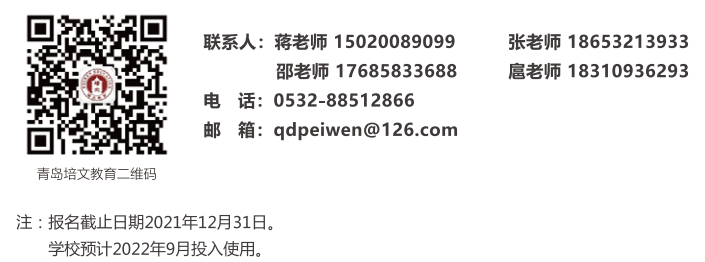 联系人：蒋老师 15020089099 张老师 18653213933
邵老师 17685833688 扈老师 18310936293
电 话：0532-88512866
邮 箱：qdpeiwen@126.com
青岛培文教育二维码
注：报名截止日期2021年12月31日。
学校预计2022年9月投入使用。